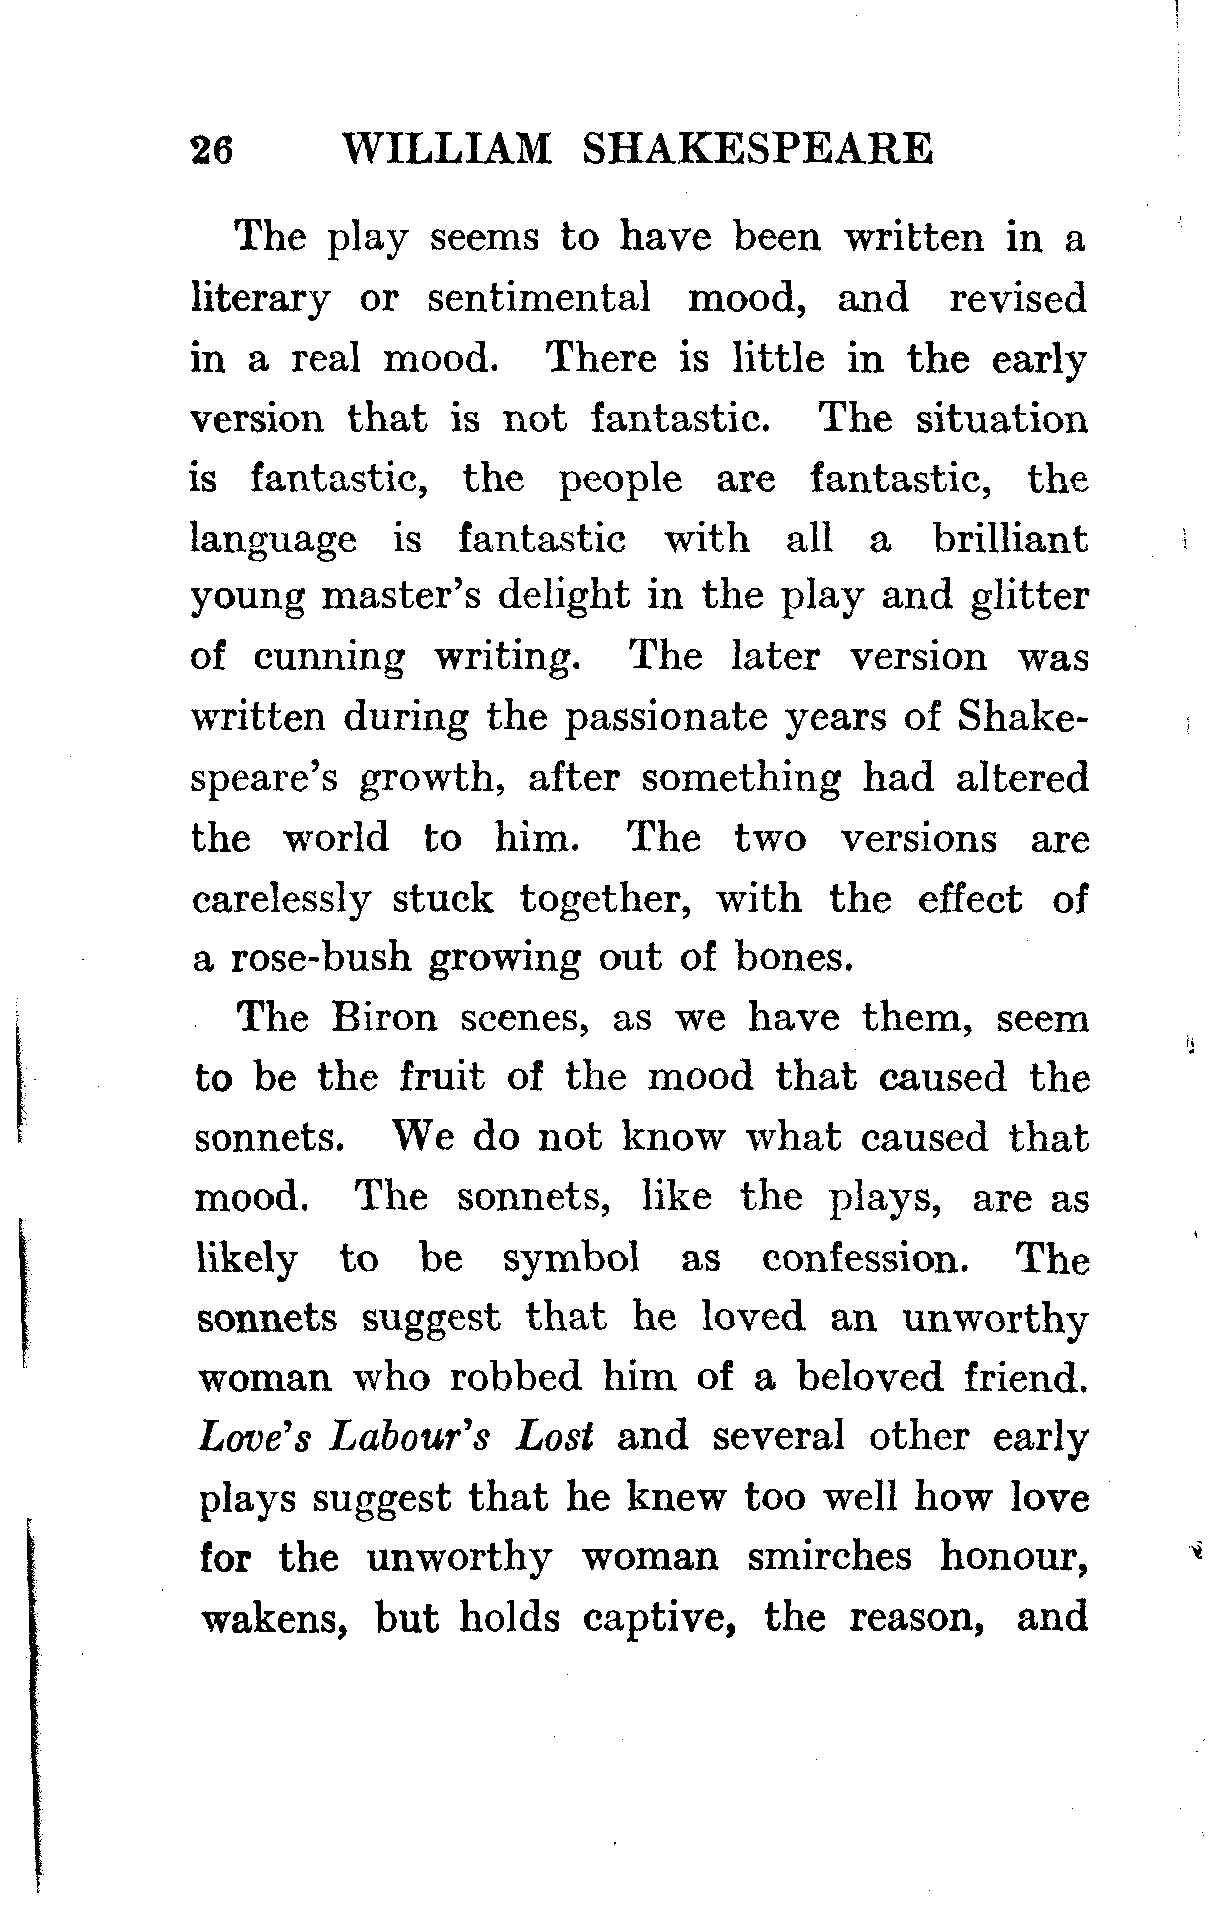 26 WILLIAM SHAKESPEARE
The play seems to have been written in a
literary or sentimental mood, and revised
in a real mood. There is little in the early
version that is not fantastic. The situation
is fantastic, the people are fantastic, the
language is fantastic with all a brilliant
young master's delight in the play and glitter
of cunning writing. The later version was
written during the passionate years of Shake-
speare's growth, after something had altered
the world to him. The two versions are
carelessly stuck together, with the effect of
a rose-bush growing out of bones.
The Biron scenes, as we have them, seem
to be the fruit of the mood that caused the
sonnets. We do not know what caused that
mood. The sonnets, like the plays, are as
likely to be symbol as confession. The
sonnets suggest that he loved an unworthy
woman who robbed him of a beloved friend.
Love's Labour's Lost and several other early
plays suggest that he knew too well how love
for the unworthy woman smirches honour,
wakens, but holds captive, the reason, and